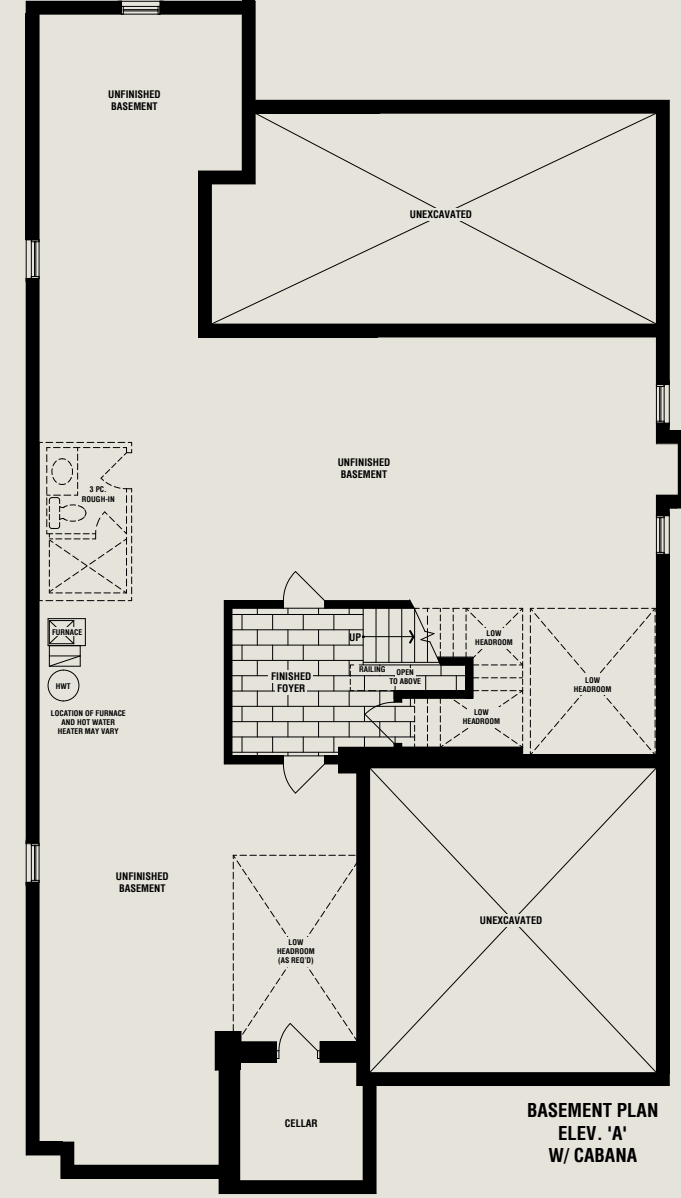 UNFINISHED
BASEMENT
UNEXCAVATED
UNFINISHED
BASEMENT
3 PC.
ROUGH-IN
FURNACE
HWT
LOCATION OF FURNACE
AND HOT WATER
HEATER MAY VARY
UP
RAILING
OPEN
TO ABOVE
FINISHED
FOYER
LOW
HEADROOM
LOW
HEADROOM
LOW
HEADROOM
UNFINISHED
BASEMENT
UNEXCAVATED
LOW
HEADROOM
(AS REQ'D)
CELLAR
BASEMENT PLAN
ELEV. 'A'
W/ CABANA